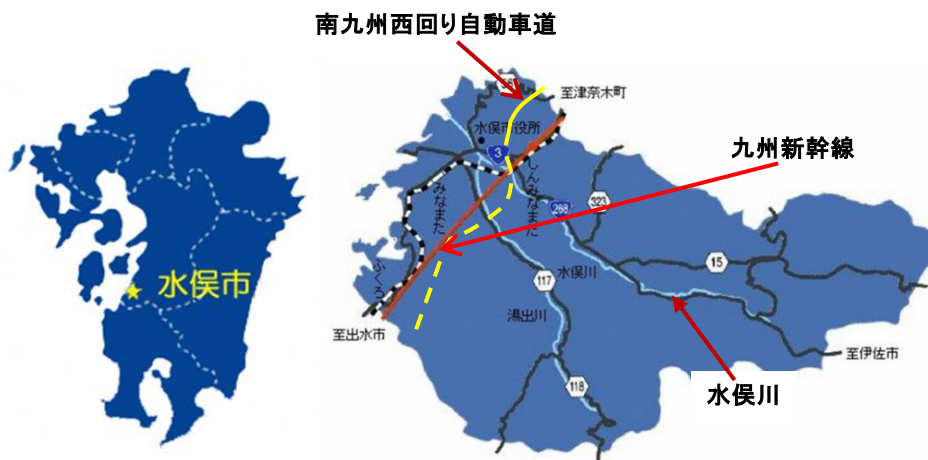 南九州西回り自動車道
56
至津奈木町
水俣市役所
3
九州新幹線
しんみなまた
みなまた
268
323
水俣市
15
水俣川
117
ふくろ
湯出川
至出水市
至伊佐市
118
水俣川